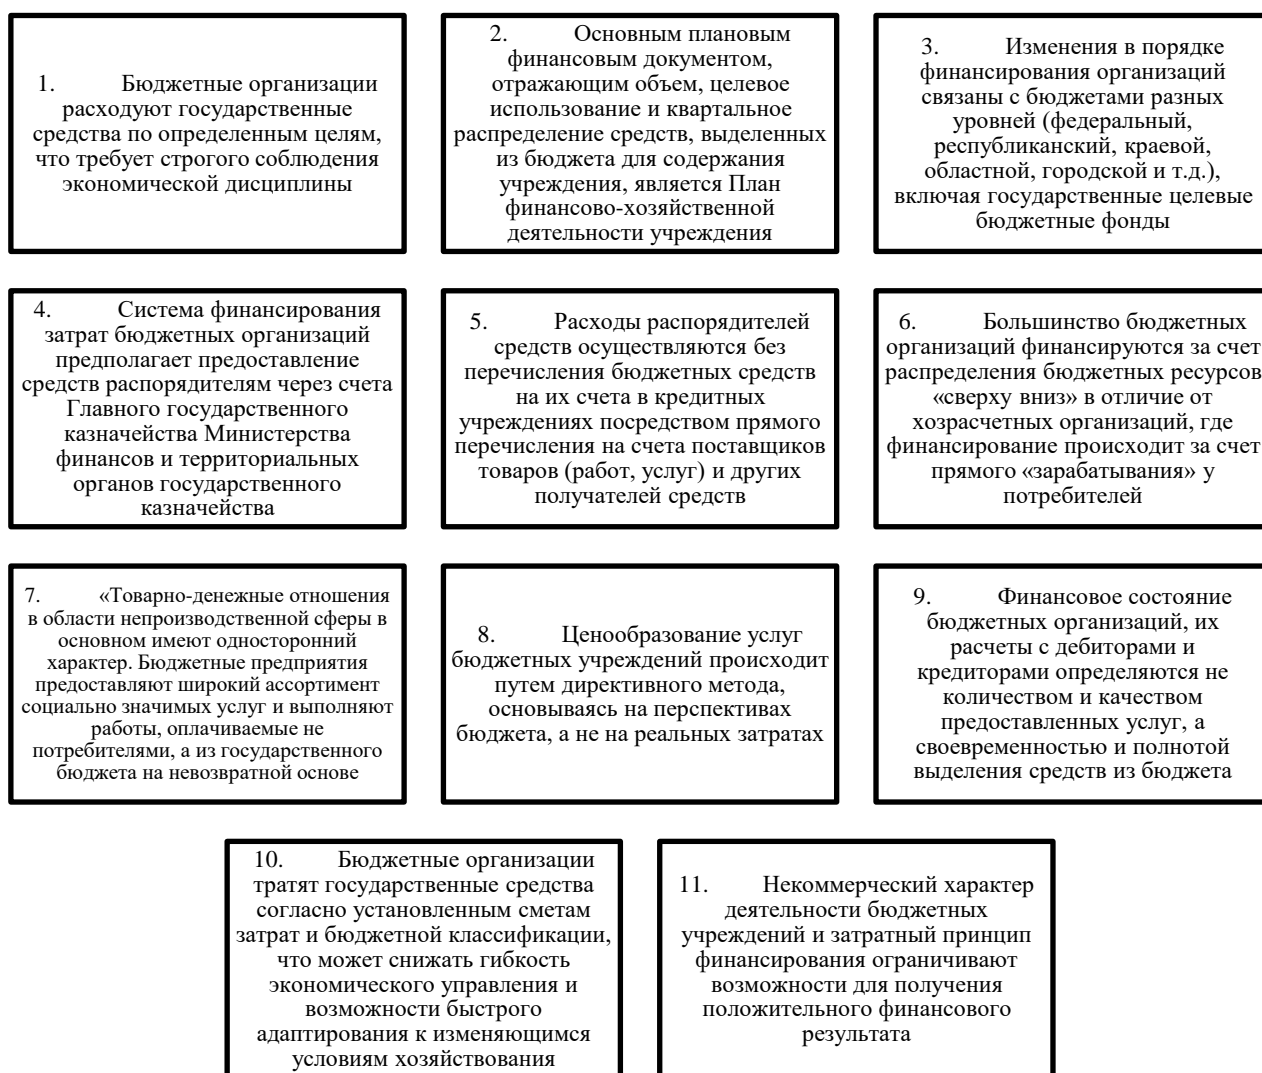 1. Бюджетные организации
расходуют государственные
средства по определенным целям,
что требует строгого соблюдения
экономической дисциплины
2. Основным плановым
финансовым документом,
отражающим объем, целевое
использование и квартальное
распределение средств, выделенных
из бюджета для содержания
учреждения, является План
финансово-хозяйственной
деятельности учреждения
3. Изменения в порядке
финансирования организаций
связаны с бюджетами разных
уровней (федеральный,
республиканский, краевой,
областной, городской и т.д.),
включая государственные целевые
бюджетные фонды
4. Система финансирования
затрат бюджетных организаций
предполагает предоставление
средств распорядителям через счета
Главного государственного
казначейства Министерства
финансов и территориальных
органов государственного
казначейства
5. Расходы распорядителей
средств осуществляются без
перечисления бюджетных средств
на их счета в кредитных
учреждениях посредством прямого
перечисления на счета поставщиков
товаров (работ, услуг) и других
получателей средств
6. Большинство бюджетных
организаций финансируются за счет
распределения бюджетных ресурсов
«сверху вниз» в отличие от
хозрасчетных организаций, где
финансирование происходит за счет
прямого «зарабатывания» у
потребителей
7. «Товарно-денежные отношения
в области непроизводственной сферы в
основном имеют односторонний
характер. Бюджетные предприятия
предоставляют широкий ассортимент
социально значимых услуг и выполняют
работы, оплачиваемые не
потребителями, а из государственного
бюджета на невозвратной основе
8. Ценообразование услуг
бюджетных учреждений происходит
путем директивного метода,
основываясь на перспективах
бюджета, а не на реальных затратах
9. Финансовое состояние
бюджетных организаций, их
расчеты с дебиторами и
кредиторами определяются не
количеством и качеством
предоставленных услуг, а
своевременностью и полнотой
выделения средств из бюджета
10. Бюджетные организации
тратят государственные средства
согласно установленным сметам
затрат и бюджетной классификации,
что может снижать гибкость
экономического управления и
возможности быстрого
адаптирования к изменяющимся
условиям хозяйствования
11. Некоммерческий характер
деятельности бюджетных
учреждений и затратный принцип
финансирования ограничивают
возможности для получения
положительного финансового
результата